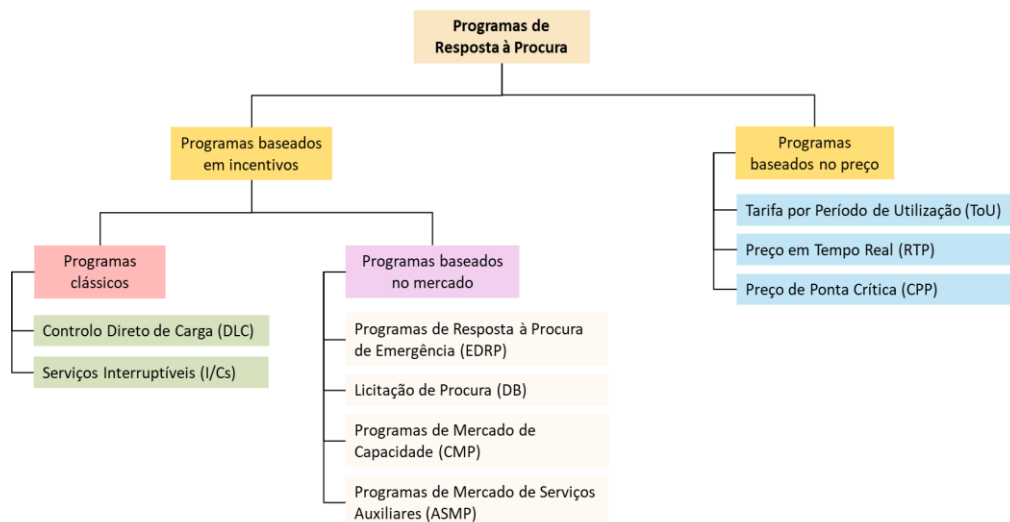 Programas de
Resposta à Procura
Programas baseados
em incentivos
Programas
baseados no preço
Tarifa por Período de Utilização (ToU)
Preço em Tempo Real (RTP)
Preço de Ponta Crítica (CPP)
Programas
clássicos
Controlo Direto de Carga (DLC)
Serviços Interruptíveis (I/Cs)
Programas baseados
no mercado
Programas de Resposta à Procura
de Emergência (EDRP)
Licitação de Procura (DB)
Programas de Mercado de
Capacidade (CMP)
Programas de Mercado de Serviços
Auxiliares (ASMP)